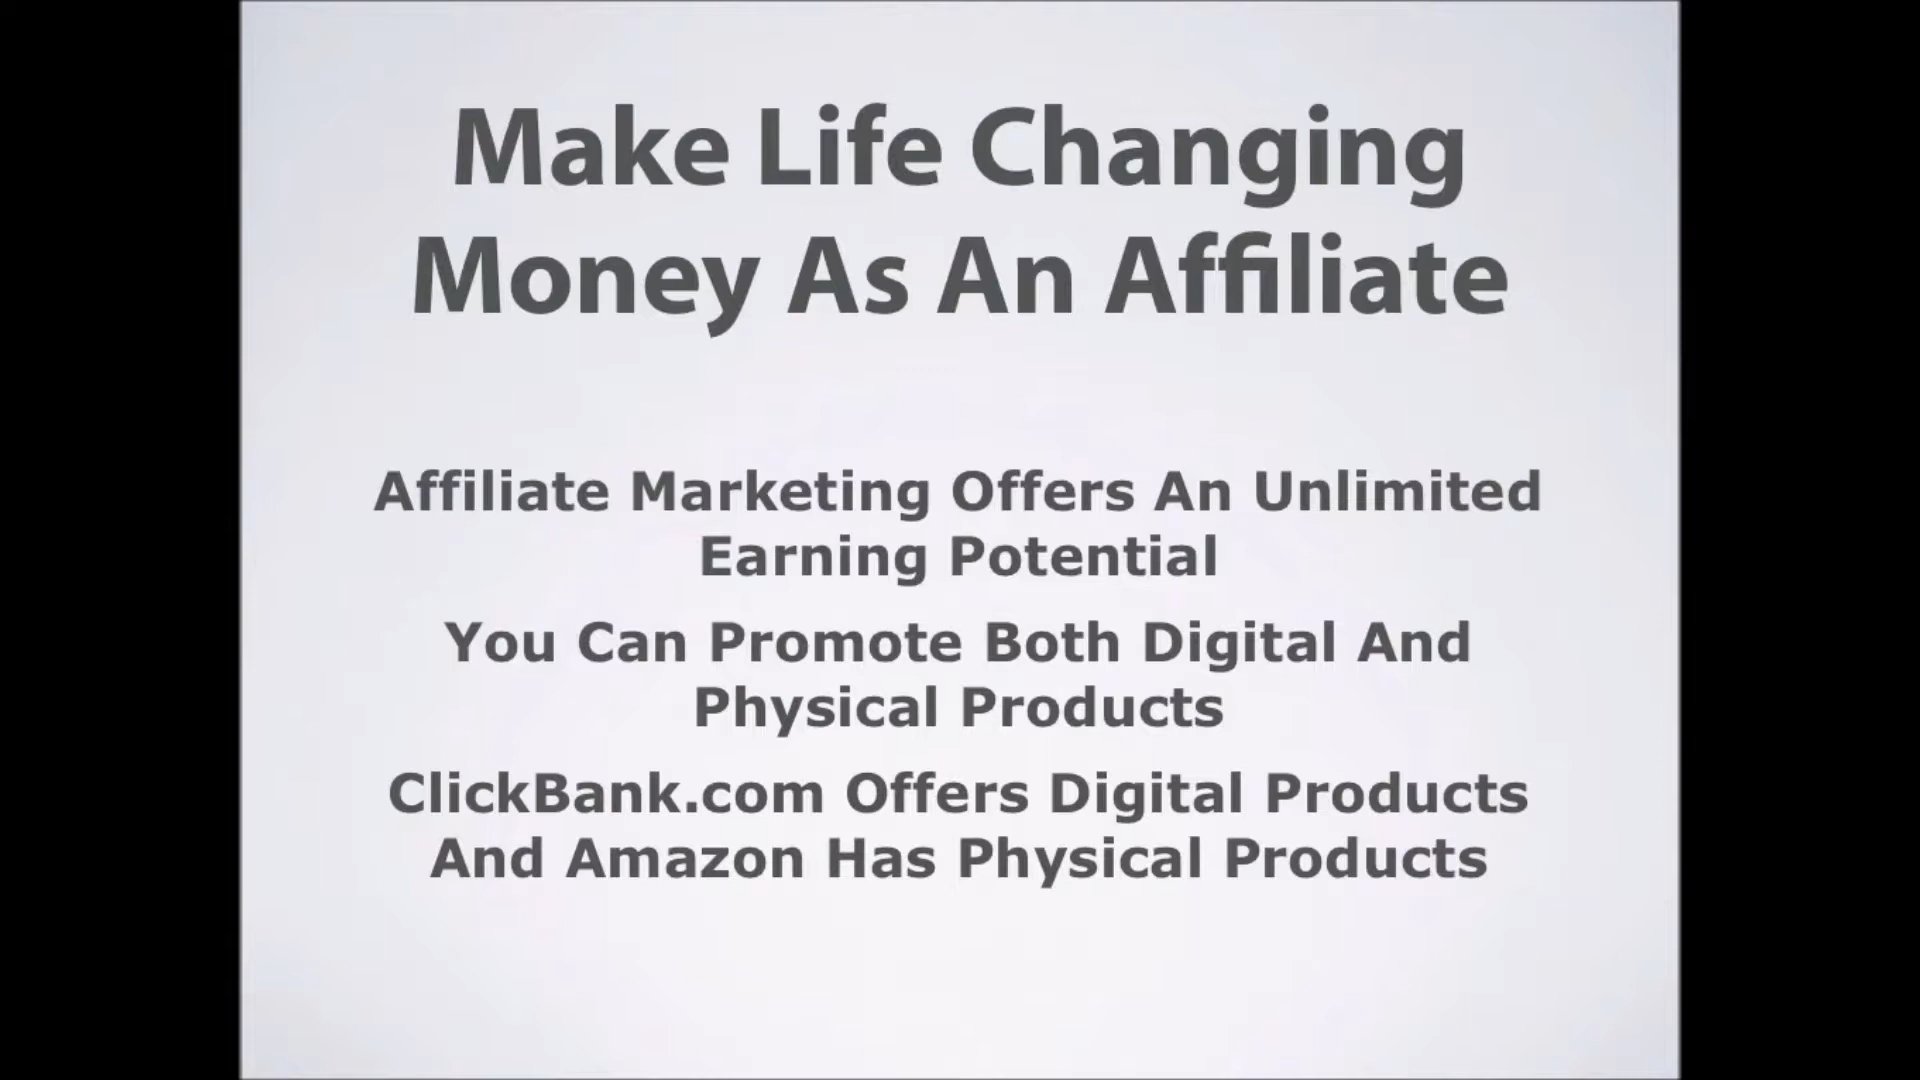 Make Life Changing
Money As An Affiliate
Affiliate Marketing Offers An Unlimited
Earning Potential
You Can Promote Both Digital And
Physical Products
ClickBank.com Offers Digital Products
And Amazon Has Physical Products